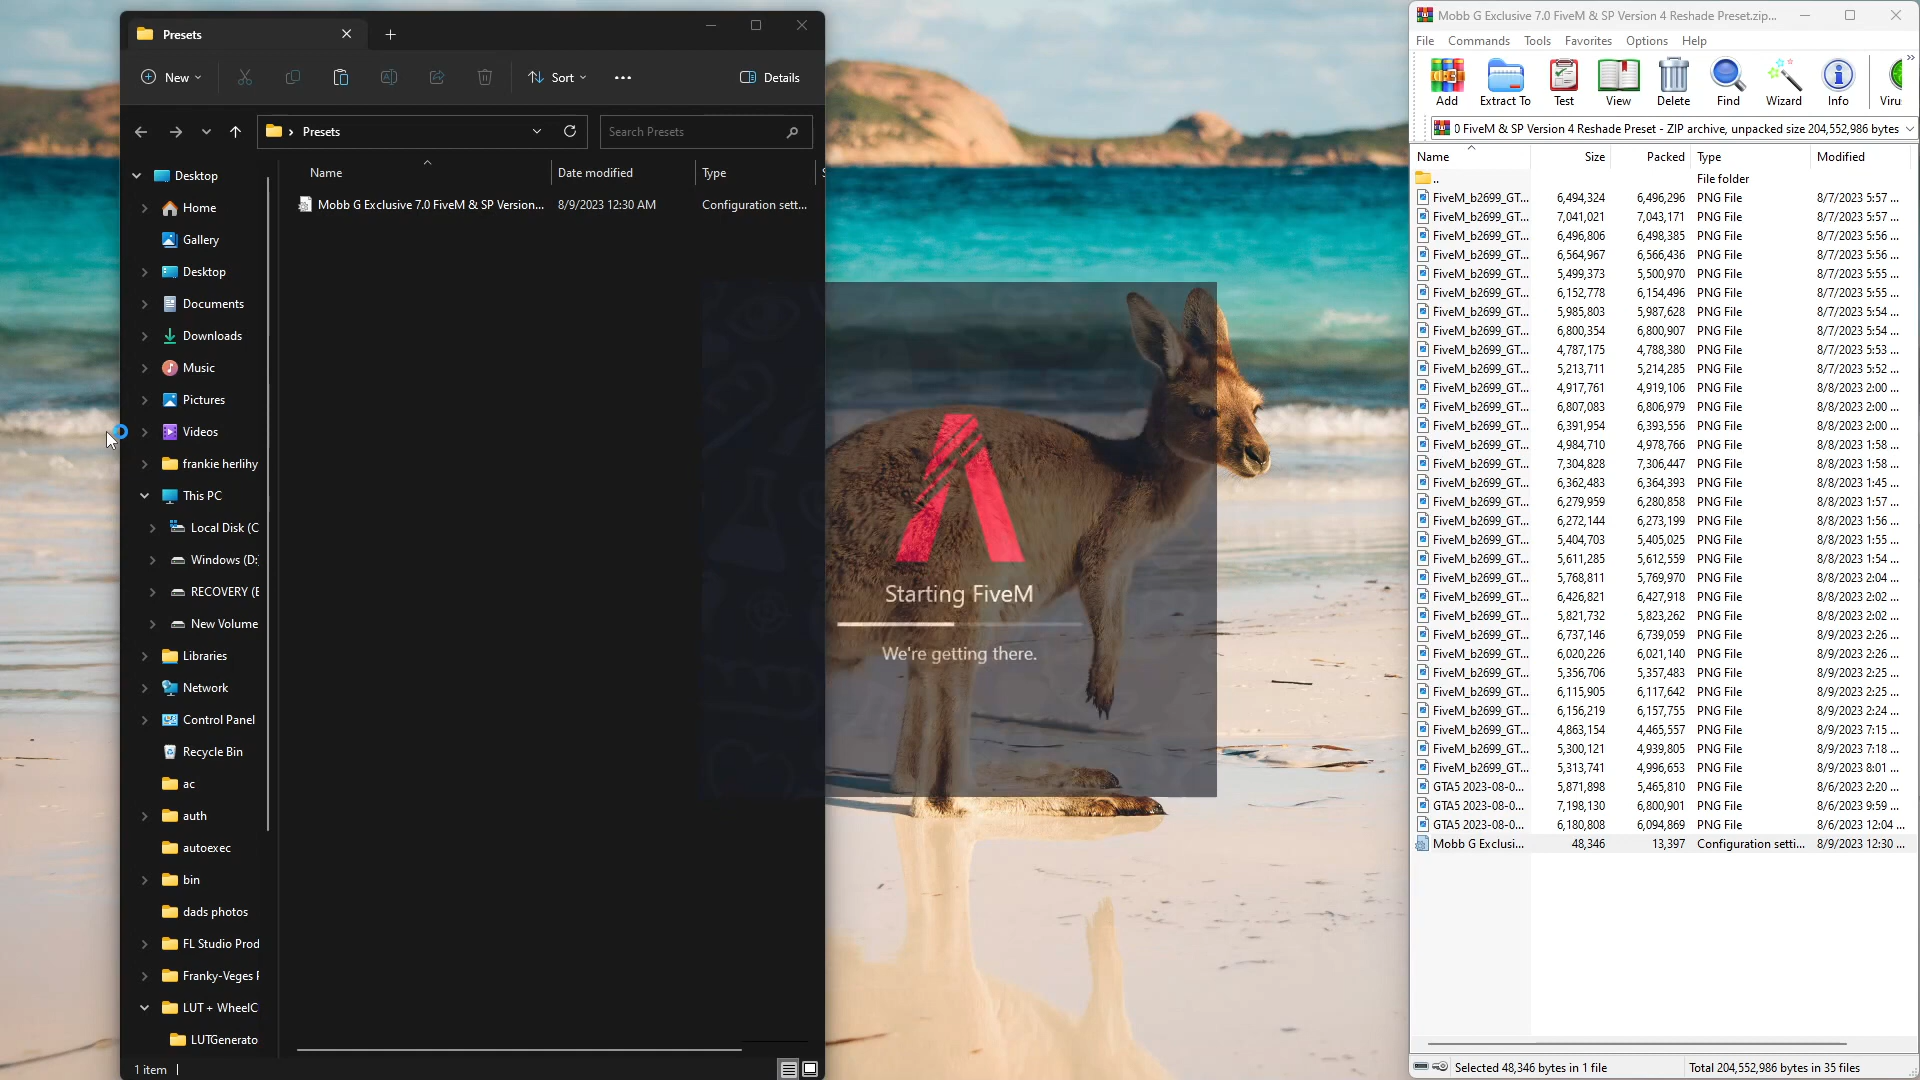 Presets
New
Sort
Details
Presets
Search Presets
Name
Date modified
Type
Mobb G Exclusive 7.0 FiveM & SP Version...
8/9/2023 12:30 AM
Configuration sett...
Desktop
Home
Gallery
Desktop
Documents
Downloads
Music
Pictures
Videos
frankie herlihy
This PC
Local Disk (C
Windows (D:
RECOVERY (E
New Volume
Libraries
Network
Control Panel
Recycle Bin
ac
auth
autoexec
bin
dads photos
FL Studio Prod
Franky-Veges F
LUT + WheelC
LUTGenerato
1 item
Starting FiveM
We're getting there.
Mobb G Exclusive 7.0 FiveM & SP Version 4 Reshade Preset.zip...
File Commands Tools Favorites Options Help
Add Extract To Test View Delete Find Wizard Info Virus
0 FiveM & SP Version 4 Reshade Preset - ZIP archive, unpacked size 204,552,986 bytes
Name Size Packed Type Modified
.. File folder
FiveM_b2699_GT... 6,494,324 6,496,296 PNG File 8/7/2023 5:57 ...
FiveM_b2699_GT... 7,041,021 7,043,171 PNG File 8/7/2023 5:57 ...
FiveM_b2699_GT... 6,496,806 6,498,385 PNG File 8/7/2023 5:56 ...
FiveM_b2699_GT... 6,564,967 6,566,436 PNG File 8/7/2023 5:56 ...
FiveM_b2699_GT... 5,499,373 5,500,970 PNG File 8/7/2023 5:55 ...
FiveM_b2699_GT... 6,152,778 6,154,496 PNG File 8/7/2023 5:55 ...
FiveM_b2699_GT... 5,985,803 5,987,628 PNG File 8/7/2023 5:54 ...
FiveM_b2699_GT... 6,800,354 6,800,907 PNG File 8/7/2023 5:54 ...
FiveM_b2699_GT... 4,787,175 4,788,380 PNG File 8/7/2023 5:53 ...
FiveM_b2699_GT... 5,213,711 5,214,285 PNG File 8/7/2023 5:52 ...
FiveM_b2699_GT... 4,917,761 4,919,106 PNG File 8/8/2023 2:00 ...
FiveM_b2699_GT... 6,807,083 6,806,979 PNG File 8/8/2023 2:00 ...
FiveM_b2699_GT... 6,391,954 6,393,556 PNG File 8/8/2023 2:00 ...
FiveM_b2699_GT... 4,984,710 4,978,766 PNG File 8/8/2023 1:58 ...
FiveM_b2699_GT... 7,304,828 7,306,447 PNG File 8/8/2023 1:58 ...
FiveM_b2699_GT... 6,362,483 6,364,393 PNG File 8/8/2023 1:45 ...
FiveM_b2699_GT... 6,279,959 6,280,858 PNG File 8/8/2023 1:57 ...
FiveM_b2699_GT... 6,272,144 6,273,199 PNG File 8/8/2023 1:56 ...
FiveM_b2699_GT... 5,404,703 5,405,025 PNG File 8/8/2023 1:55 ...
FiveM_b2699_GT... 5,611,285 5,612,559 PNG File 8/8/2023 1:54 ...
FiveM_b2699_GT... 5,768,811 5,769,970 PNG File 8/8/2023 2:04 ...
FiveM_b2699_GT... 6,426,821 6,427,918 PNG File 8/8/2023 2:02 ...
FiveM_b2699_GT... 5,821,732 5,823,262 PNG File 8/8/2023 2:02 ...
FiveM_b2699_GT... 6,737,146 6,739,059 PNG File 8/9/2023 2:26 ...
FiveM_b2699_GT... 6,020,226 6,021,140 PNG File 8/9/2023 2:26 ...
FiveM_b2699_GT... 5,356,706 5,357,483 PNG File 8/9/2023 2:25 ...
FiveM_b2699_GT... 6,115,905 6,117,642 PNG File 8/9/2023 2:25 ...
FiveM_b2699_GT... 6,156,219 6,157,755 PNG File 8/9/2023 2:24 ...
FiveM_b2699_GT... 4,863,154 4,465,557 PNG File 8/9/2023 7:15 ...
FiveM_b2699_GT... 5,300,121 4,939,805 PNG File 8/9/2023 7:18 ...
FiveM_b2699_GT... 5,313,741 4,996,653 PNG File 8/9/2023 8:01 ...
GTA5 2023-08-0... 5,871,898 5,465,810 PNG File 8/6/2023 2:20 ...
GTA5 2023-08-0... 7,198,130 6,800,901 PNG File 8/6/2023 9:59 ...
GTA5 2023-08-0... 6,180,808 6,094,869 PNG File 8/6/2023 12:04 ...
Mobb G Exclusi... 48,346 13,397 Configuration setti... 8/9/2023 12:30 ...
Selected 48,346 bytes in 1 file
Total 204,552,986 bytes in 35 files